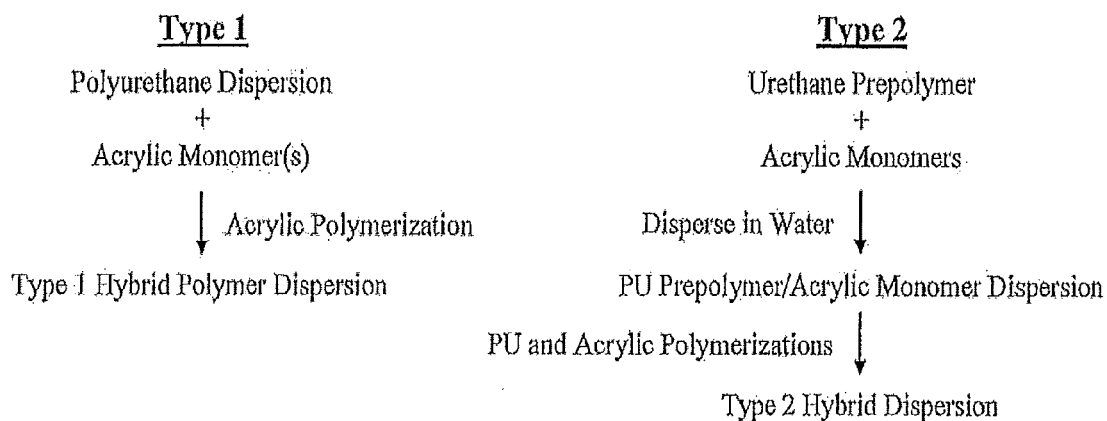 Type 1
Polyurethane Dispersion
+
Acrylic Monomer(s)
Acrylic Polymerization
Type 1 Hybrid Polymer Dispersion
Type 2
Urethane Prepolymer
+
Acrylic Monomers
Disperse in Water
PU Prepolymer/Acrylic Monomer Dispersion
PU and Acrylic Polymerizations
Type 2 Hybrid Dispersion